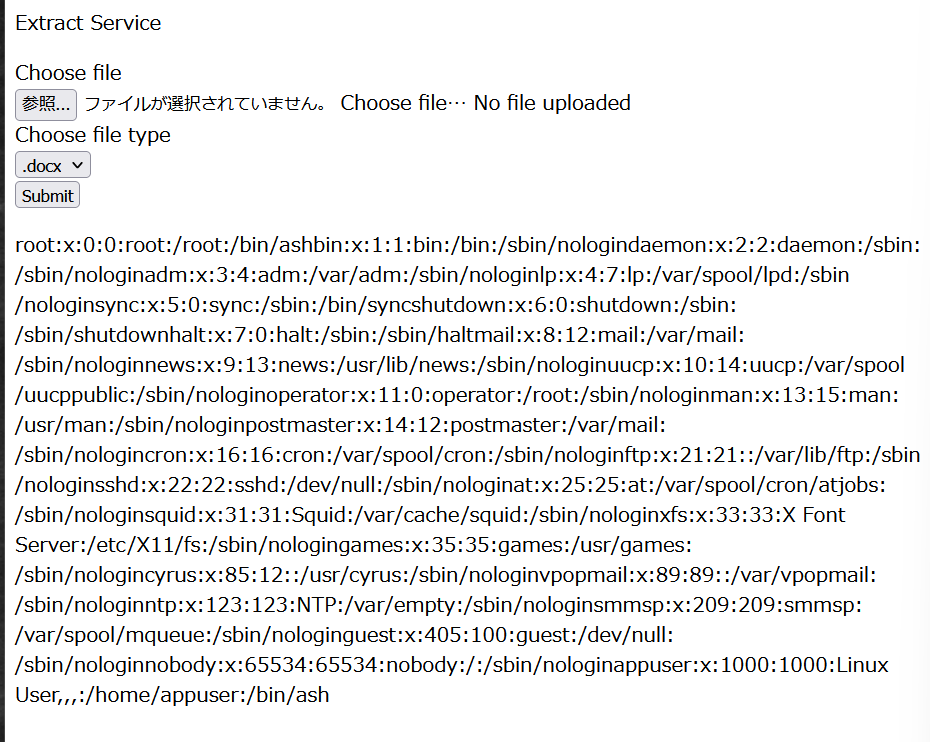 Extract Service
Choose file
参照... ファイルが選択されていません。 Choose file… No file uploaded
Choose file type
.docx
Submit
root:x:0:0:root:/root:/bin/ashbin:x:1:1:bin:/bin:/sbin/nologindaemon:x:2:2:daemon:/sbin:
/sbin/nologinadm:x:3:4:adm:/var/adm:/sbin/nologinlp:x:4:7:lp:/var/spool/lpd:/sbin
/nologinsync:x:5:0:sync:/sbin:/bin/syncshutdown:x:6:0:shutdown:/sbin:
/sbin/shutdownhalt:x:7:0:halt:/sbin:/sbin/haltmail:x:8:12:mail:/var/mail:
/sbin/nologinnews:x:9:13:news:/usr/lib/news:/sbin/nologinuucp:x:10:14:uucp:/var/spool
/uucppublic:/sbin/nologinoperator:x:11:0:operator:/root:/sbin/nologinman:x:13:15:man:
/usr/man:/sbin/nologinpostmaster:x:14:12:postmaster:/var/mail:
/sbin/nologincron:x:16:16:cron:/var/spool/cron:/sbin/nologinftp:x:21:21::/var/lib/ftp:/sbin
/nologinsshd:x:22:22:sshd:/dev/null:/sbin/nologinat:x:25:25:at:/var/spool/cron/atjobs:
/sbin/nologinsquid:x:31:31:Squid:/var/cache/squid:/sbin/nologinxfs:x:33:33:X Font
Server:/etc/X11/fs:/sbin/nologingames:x:35:35:games:/usr/games:
/sbin/nologincyrus:x:85:12::/usr/cyrus:/sbin/nologinvpopmail:x:89:89::/var/vpopmail:
/sbin/nologinntp:x:123:123:NTP:/var/empty:/sbin/nologinsmmsp:x:209:209:smmsp:
/var/spool/mqueue:/sbin/nologinguest:x:405:100:guest:/dev/null:
/sbin/nologinnobody:x:65534:65534:nobody:/:/sbin/nologinappuser:x:1000:1000:Linux
User,,,:/home/appuser:/bin/ash